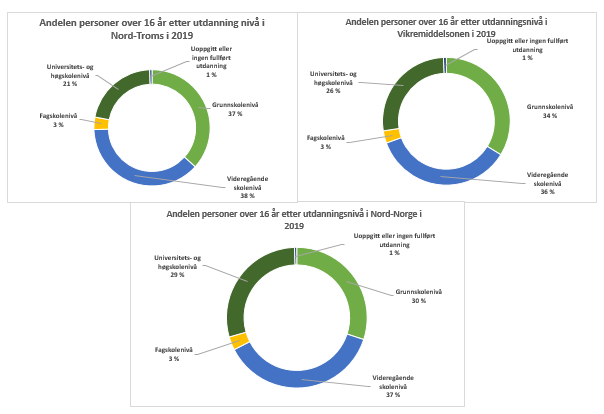 Andelen personer over 16 år etter utdanning nivå i
Nord-Troms i 2019
Uoppgitt eller
ingen fullført
utdanning
1 %
Universitets- og
høgskolenivå
21 %
Grunnskolenivå
37 %
Fagskolenivå
3 %
Videregående
skolenivå
38 %
Andelen personer over 16 år etter utdanningsnivå i
Vikremiddelsonen i 2019
Uoppgitt eller ingen fullført
utdanning
1 %
Universitets- og
høgskolenivå
26 %
Grunnskolenivå
34 %
Fagskolenivå
3 %
Videregående
skolenivå
36 %
Andelen personer over 16 år etter utdanningsnivå i Nord-Norge i
2019
Uoppgitt eller ingen fullført
utdanning
1 %
Universitets- og
høgskolenivå
29 %
Grunnskolenivå
30 %
Fagskolenivå
3 %
Videregående
skolenivå
37 %